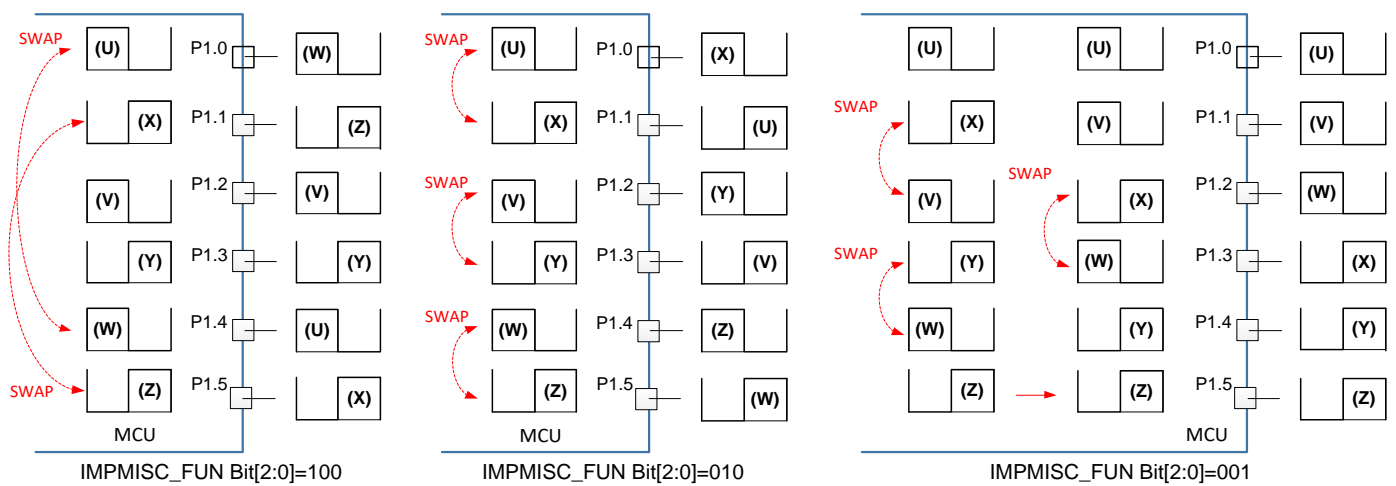 SWAP (U) P1.0 (W)
(X) P1.1 (Z)
(V) P1.2 (V)
(Y) P1.3 (Y)
(W) P1.4 (U)
SWAP (Z) P1.5 (X)
MCU
IMPMISC_FUN Bit[2:0]=100
SWAP (U) P1.0 (X)
(X) P1.1 (U)
SWAP (V) P1.2 (Y)
(Y) P1.3 (V)
SWAP (W) P1.4 (Z)
(Z) P1.5 (W)
MCU
IMPMISC_FUN Bit[2:0]=010
(U) (U) P1.0 (U)
SWAP (X) (V) P1.1 (V)
(V) SWAP (X) P1.2 (W)
SWAP (Y) (W) P1.3 (X)
(W) (Y) P1.4 (Y)
(Z) (Z) P1.5 (Z)
MCU
IMPMISC_FUN Bit[2:0]=001